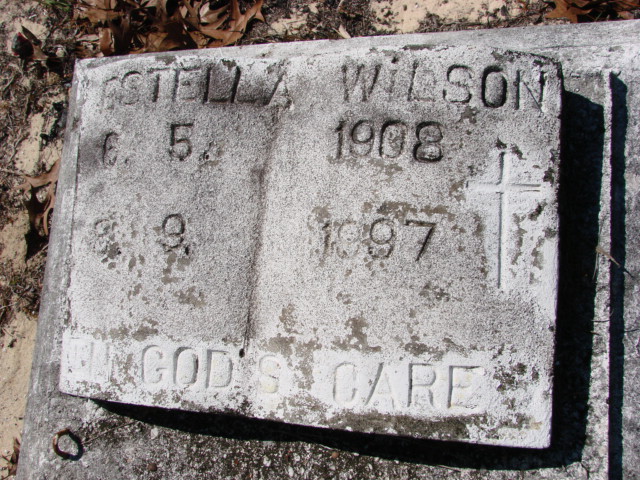 ESTELLA WILSON
6. 5. 1908
8. 9. 1997
IN GOD'S CARE